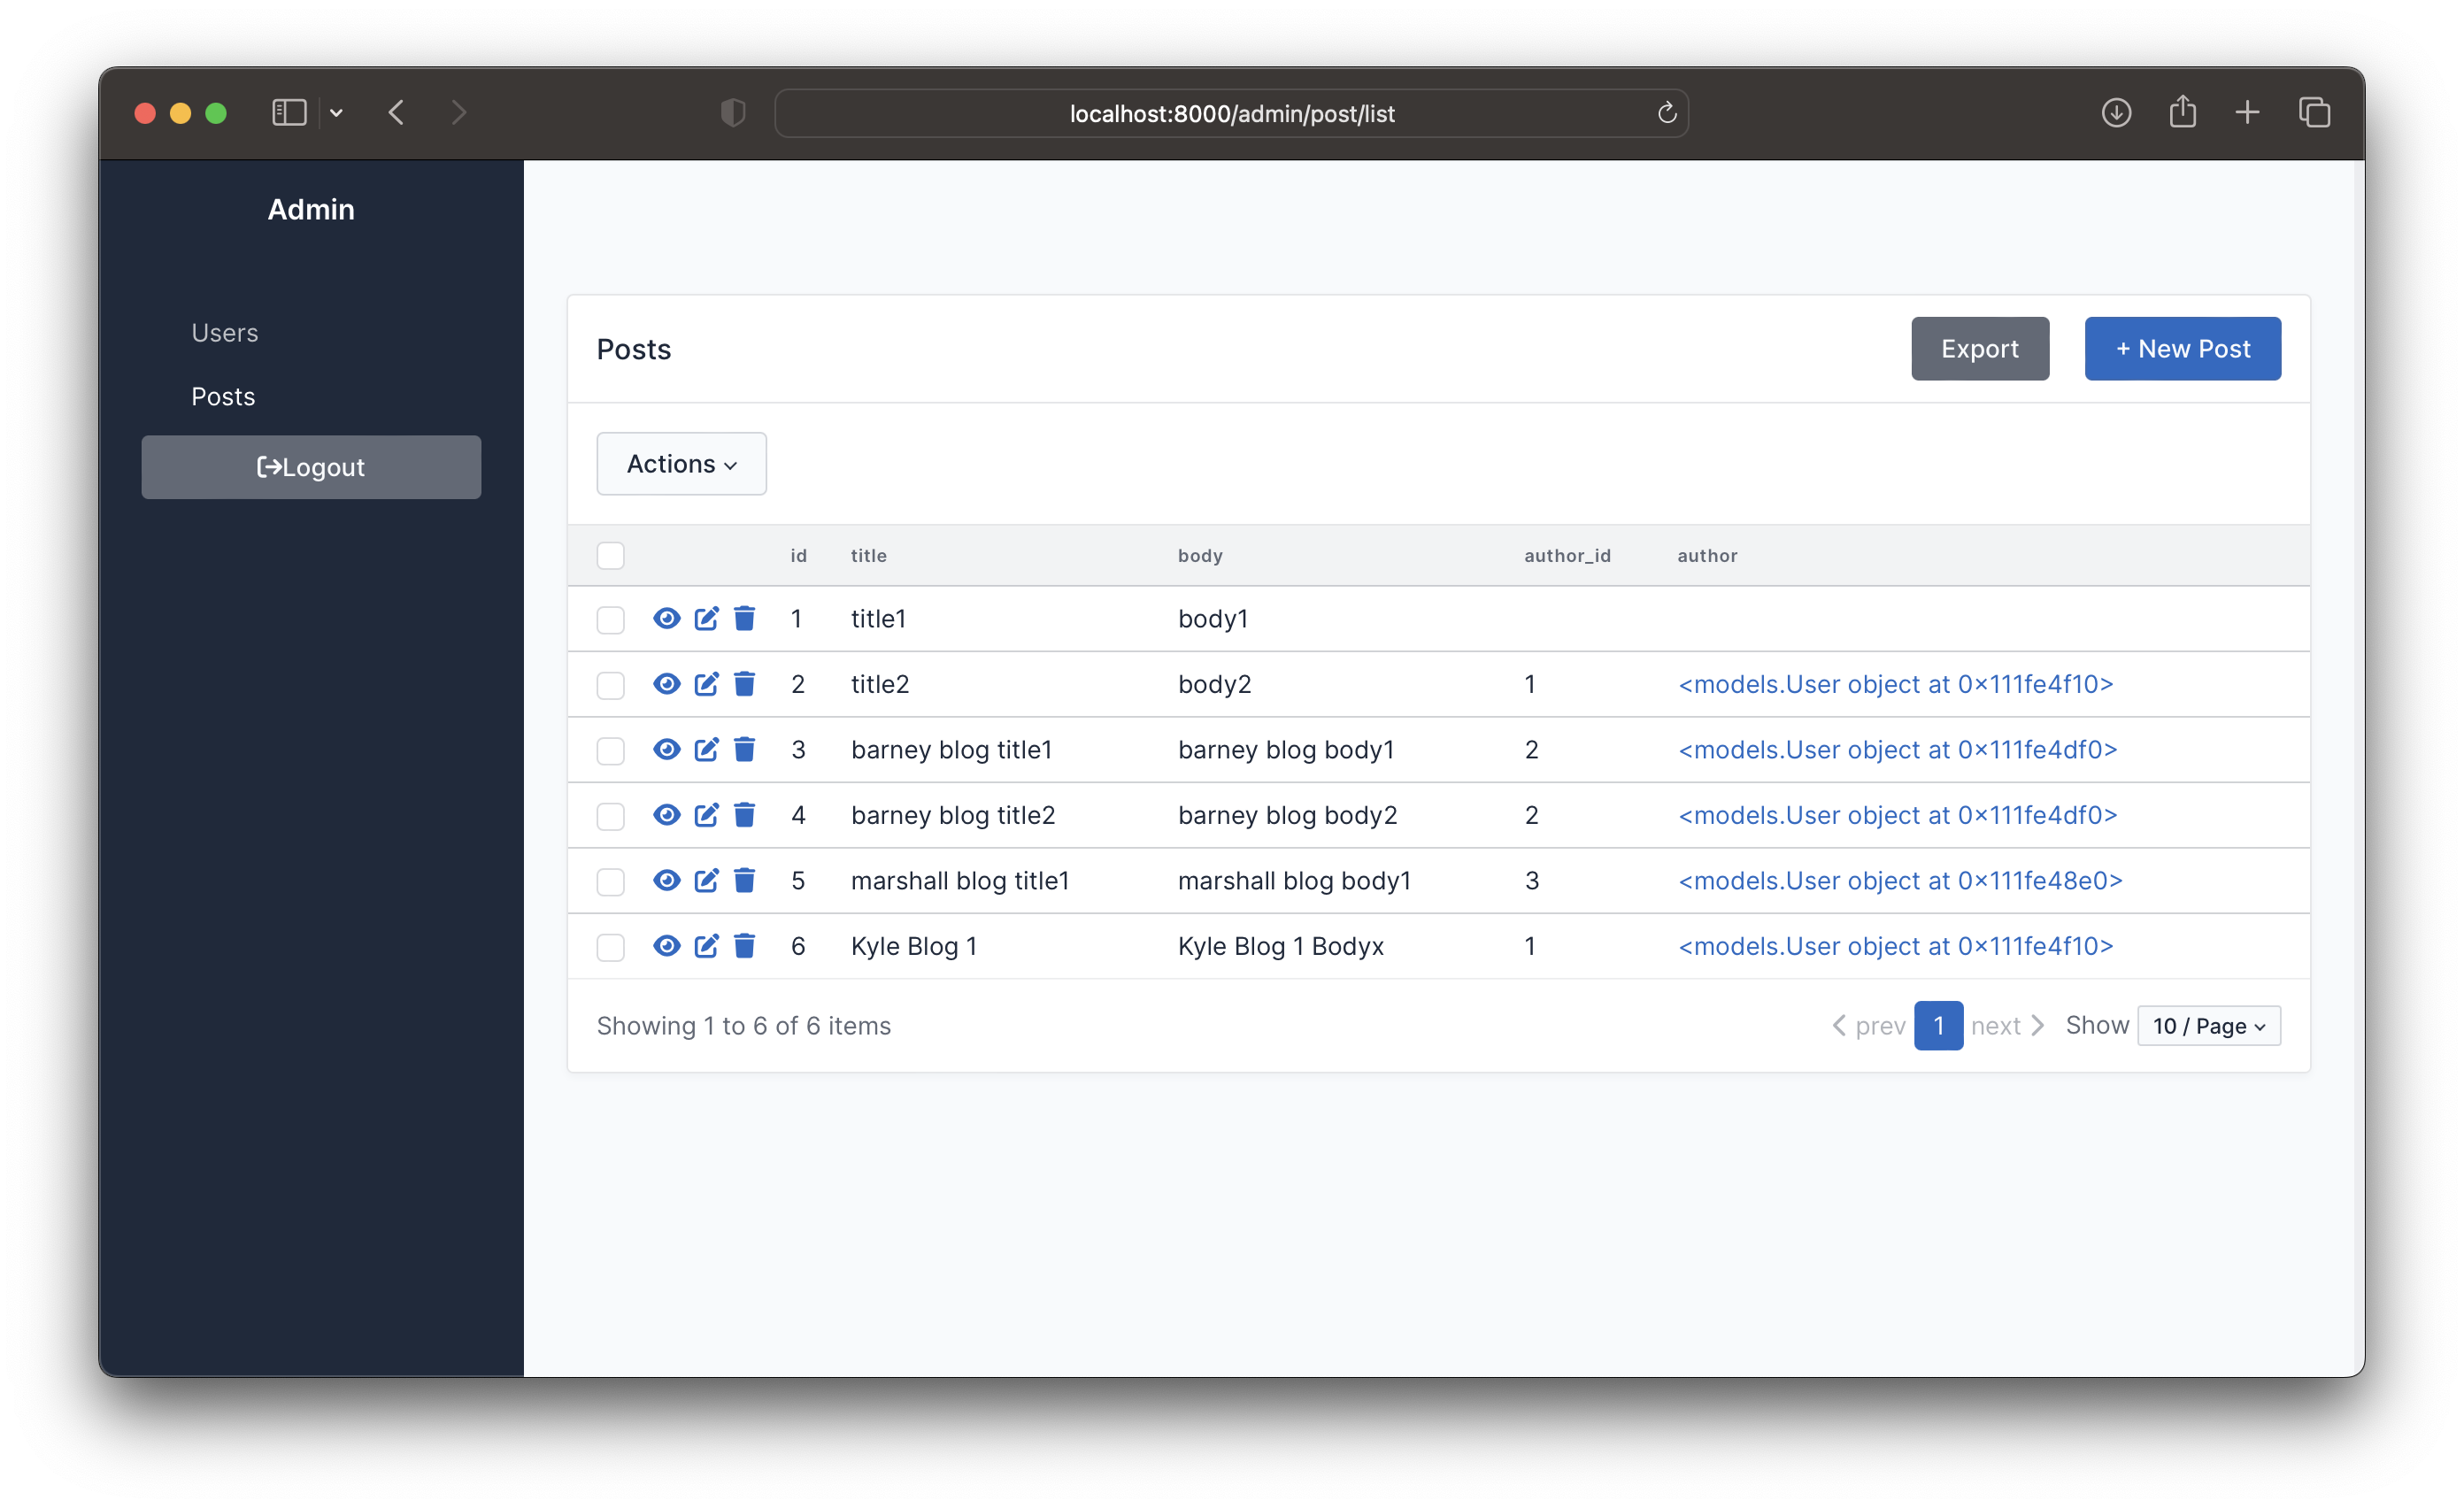 localhost:8000/admin/post/list
Admin
Users
Posts
Logout
Posts
Export
+ New Post
Actions
id title body author_id author
1 title1 body1
2 title2 body2 1 <models.User object at 0x111fe4f10>
3 barney blog title1 barney blog body1 2 <models.User object at 0x111fe4df0>
4 barney blog title2 barney blog body2 2 <models.User object at 0x111fe4df0>
5 marshall blog title1 marshall blog body1 3 <models.User object at 0x111fe48e0>
6 Kyle Blog 1 Kyle Blog 1 Bodyx 1 <models.User object at 0x111fe4f10>
Showing 1 to 6 of 6 items
prev 1 next Show 10 / Page